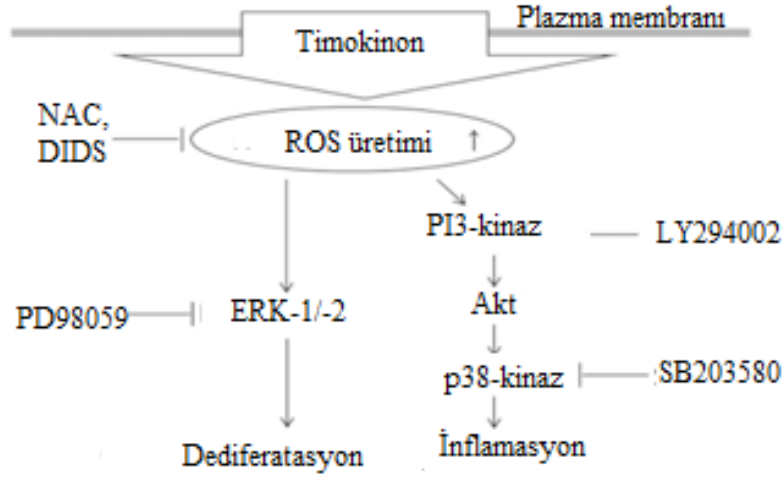 Plazma membranı
Timokinon
NAC,
DIDS
ROS üretimi ↑
PI3-kinaz
LY294002
PD98059
ERK-1/-2
Akt
p38-kinaz
SB203580
Dediferatasyon
İnflamasyon